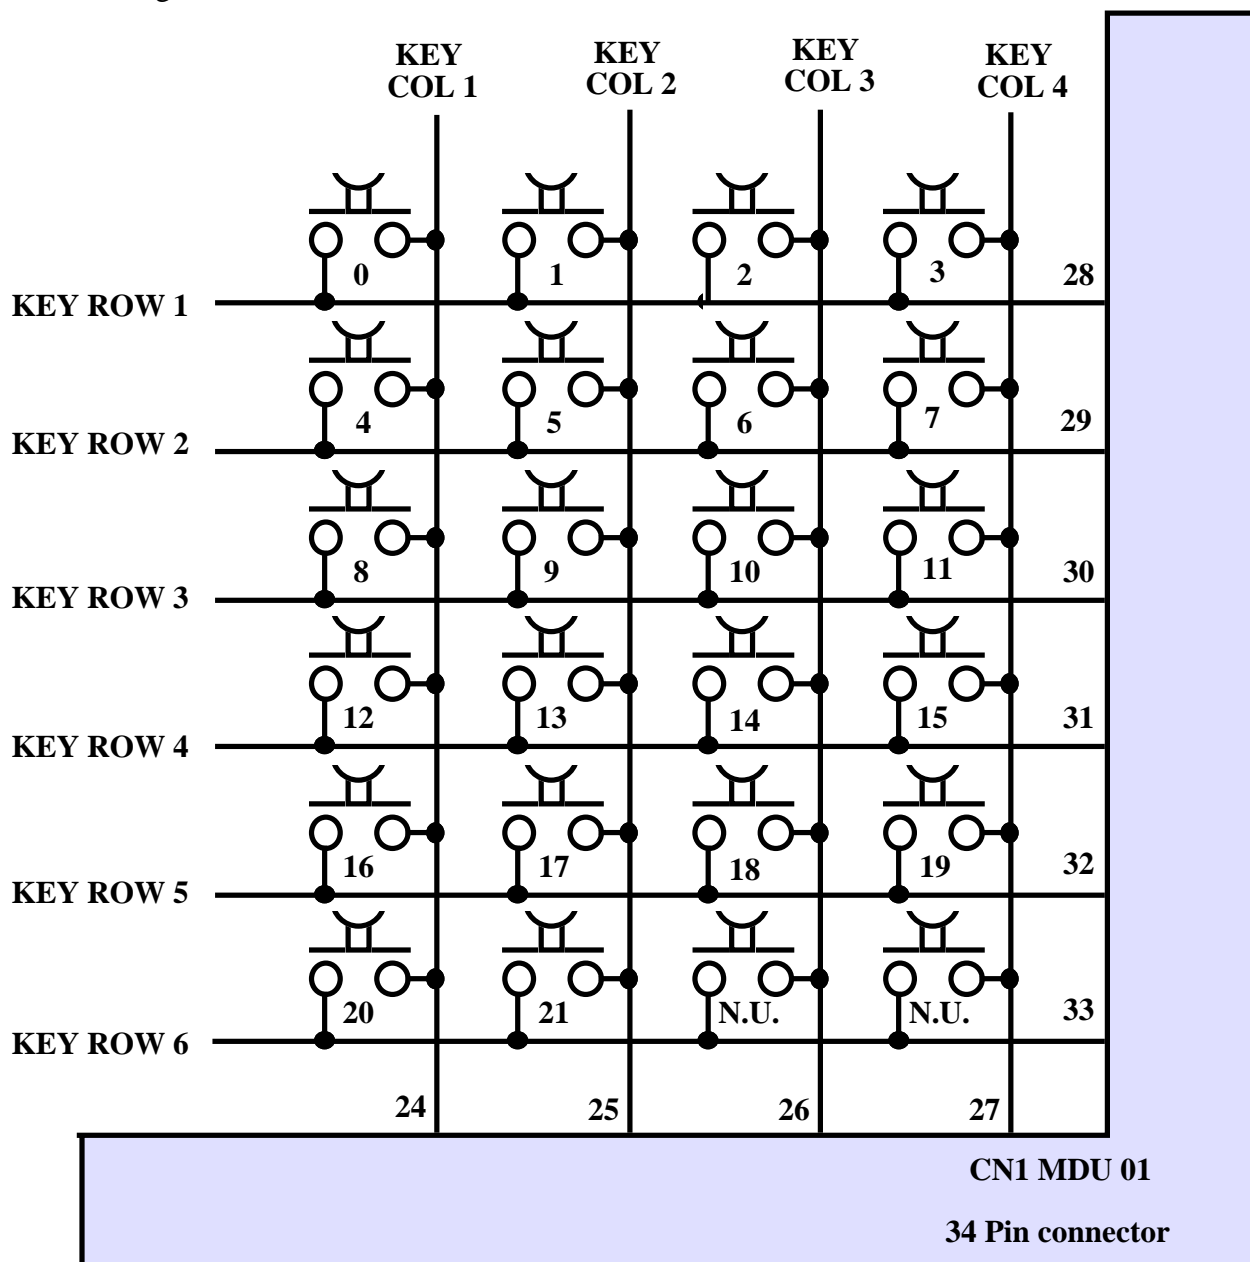 KEY COL 1
KEY COL 2
KEY COL 3
KEY COL 4
0 1 2 3 28
KEY ROW 1
4 5 6 7 29
KEY ROW 2
8 9 10 11 30
KEY ROW 3
12 13 14 15 31
KEY ROW 4
16 17 18 19 32
KEY ROW 5
20 21 N.U. N.U. 33
KEY ROW 6
24 25 26 27
CN1 MDU 01
34 Pin connector